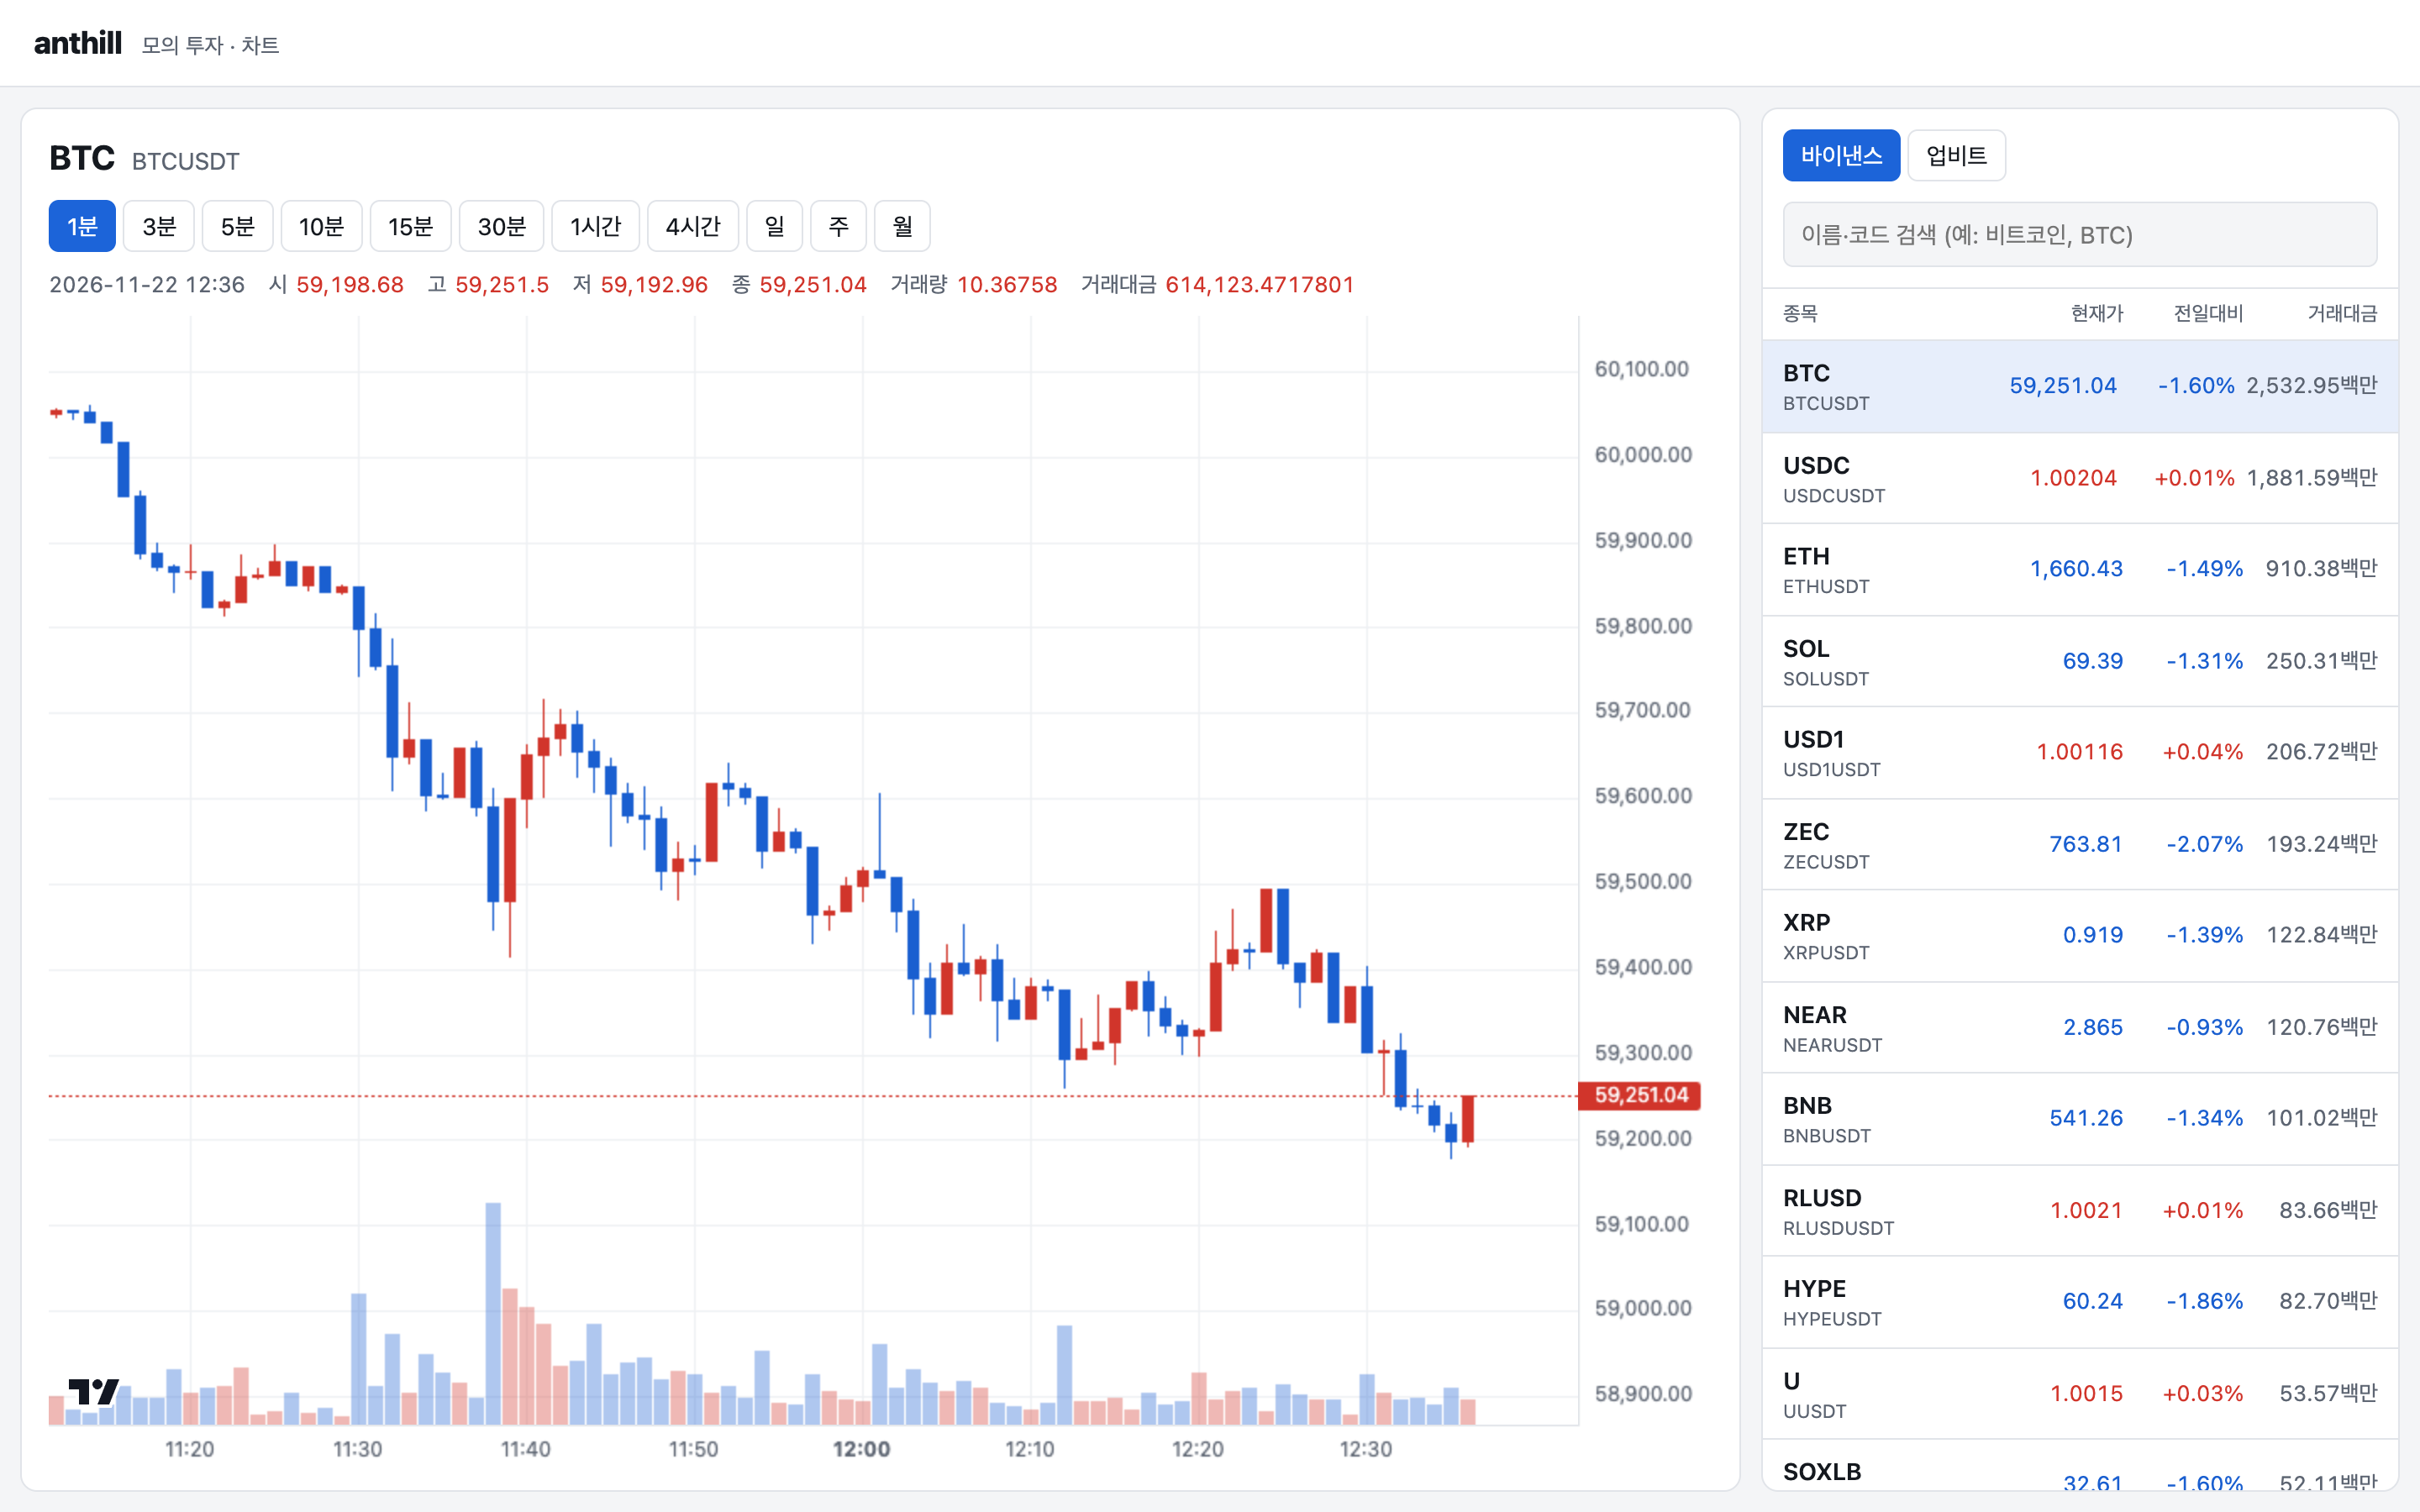 anthill 모의 투자 · 차트
BTC BTCUSDT
1분 3분 5분 10분 15분 30분 1시간 4시간 일 주 월
2026-11-22 12:36 시 59,198.68 고 59,251.5 저 59,192.96 종 59,251.04 거래량 10.36758 거래대금 614,123.4717801
60,100.00
60,000.00
59,900.00
59,800.00
59,700.00
59,600.00
59,500.00
59,400.00
59,300.00
59,251.04
59,200.00
59,100.00
59,000.00
58,900.00
11:20 11:30 11:40 11:50 12:00 12:10 12:20 12:30
바이낸스 업비트
이름·코드 검색 (예: 비트코인, BTC)
종목 현재가 전일대비 거래대금
BTC 59,251.04 -1.60% 2,532.95백만
BTCUSDT
USDC 1.00204 +0.01% 1,881.59백만
USDCUSDT
ETH 1,660.43 -1.49% 910.38백만
ETHUSDT
SOL 69.39 -1.31% 250.31백만
SOLUSDT
USD1 1.00116 +0.04% 206.72백만
USD1USDT
ZEC 763.81 -2.07% 193.24백만
ZECUSDT
XRP 0.919 -1.39% 122.84백만
XRPUSDT
NEAR 2.865 -0.93% 120.76백만
NEARUSDT
BNB 541.26 -1.34% 101.02백만
BNBUSDT
RLUSD 1.0021 +0.01% 83.66백만
RLUSDUSDT
HYPE 60.24 -1.86% 82.70백만
HYPEUSDT
U 1.0015 +0.03% 53.57백만
UUSDT
SOXLB 32.61 -1.60% 52.11백만